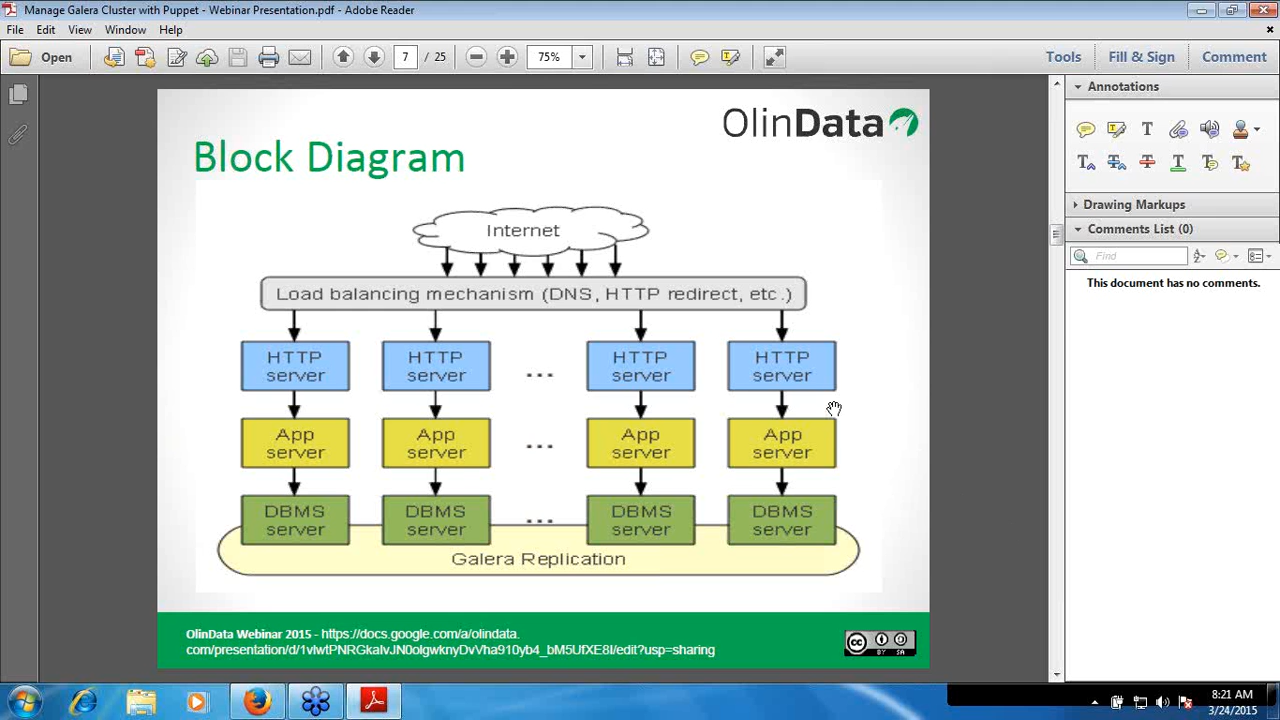 Manage Galera Cluster with Puppet - Webinar Presentation.pdf - Adobe Reader
File Edit View Window Help
Open 7 / 25 75% Tools Fill & Sign Comment
Annotations
OlinData
Block Diagram
Internet
Load balancing mechanism (DNS, HTTP redirect, etc.)
HTTP server
HTTP server
...
HTTP server
HTTP server
App server
App server
...
App server
App server
DBMS server
DBMS server
...
DBMS server
DBMS server
Galera Replication
OlinData Webinar 2015 - https://docs.google.com/a/olindata.
com/presentation/d/1vlwtPNRGkaIvJN0olgwknyDvVha910yb4_bM5UfXE8I/edit?usp=sharing
cc BY SA
Drawing Markups
Comments List (0)
Find
This document has no comments.
8:21 AM
3/24/2015